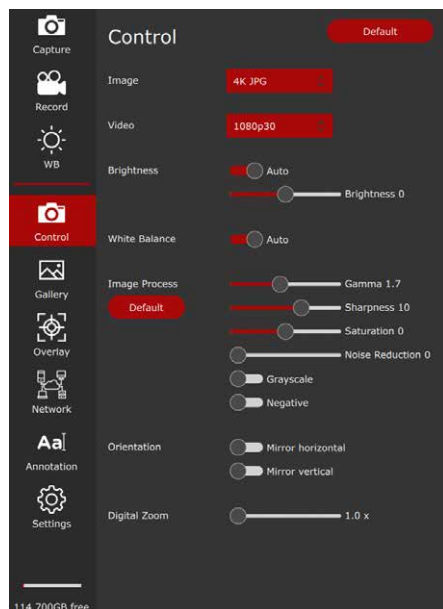 Capture
Record
WB
Control
Gallery
Overlay
Network
Aa
Annotation
Settings
114.700GB free
Control
Default
Image
4K JPG
Video
1080p30
Brightness
Auto
Brightness 0
White Balance
Auto
Image Process
Default
Gamma 1.7
Sharpness 10
Saturation 0
Noise Reduction 0
Grayscale
Negative
Orientation
Mirror horizontal
Mirror vertical
Digital Zoom
1.0 x